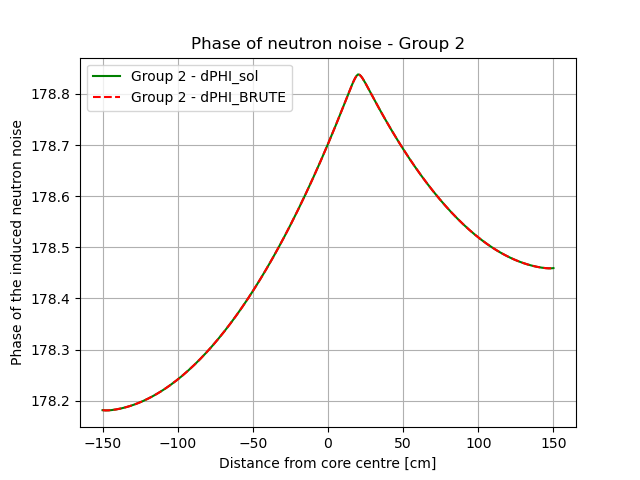 Phase of neutron noise - Group 2
Group 2 - dPHI_sol
Group 2 - dPHI_BRUTE
Phase of the induced neutron noise
178.8
178.7
178.6
178.5
178.4
178.3
178.2
−150 −100 −50 0 50 100 150
Distance from core centre [cm]